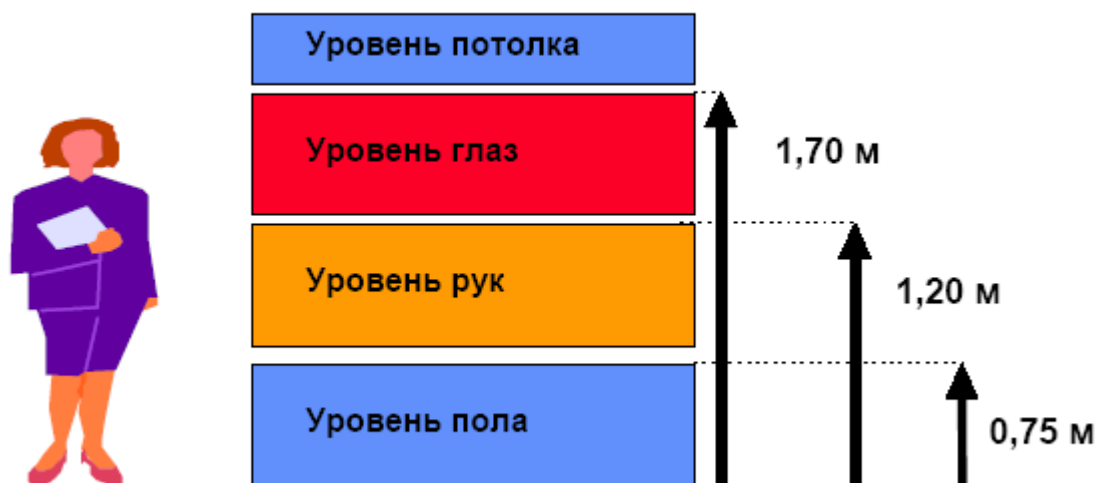 Уровень потолка
Уровень глаз
1,70 м
Уровень рук
1,20 м
Уровень пола
0,75 м